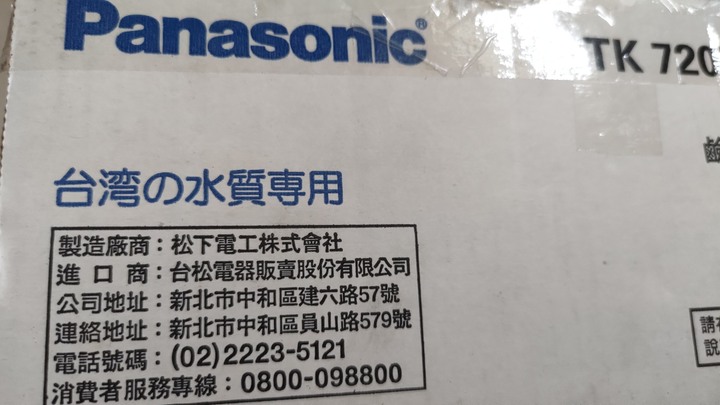 Panasonic®
TK 720
台湾の水質専用
製造廠商：松下電工株式會社
進口商：台松電器販賣股份有限公司
公司地址：新北市中和區建六路57號
連絡地址：新北市中和區員山路579號
電話號碼：(02)2223-5121
消費者服務專線：0800-098800
請
說